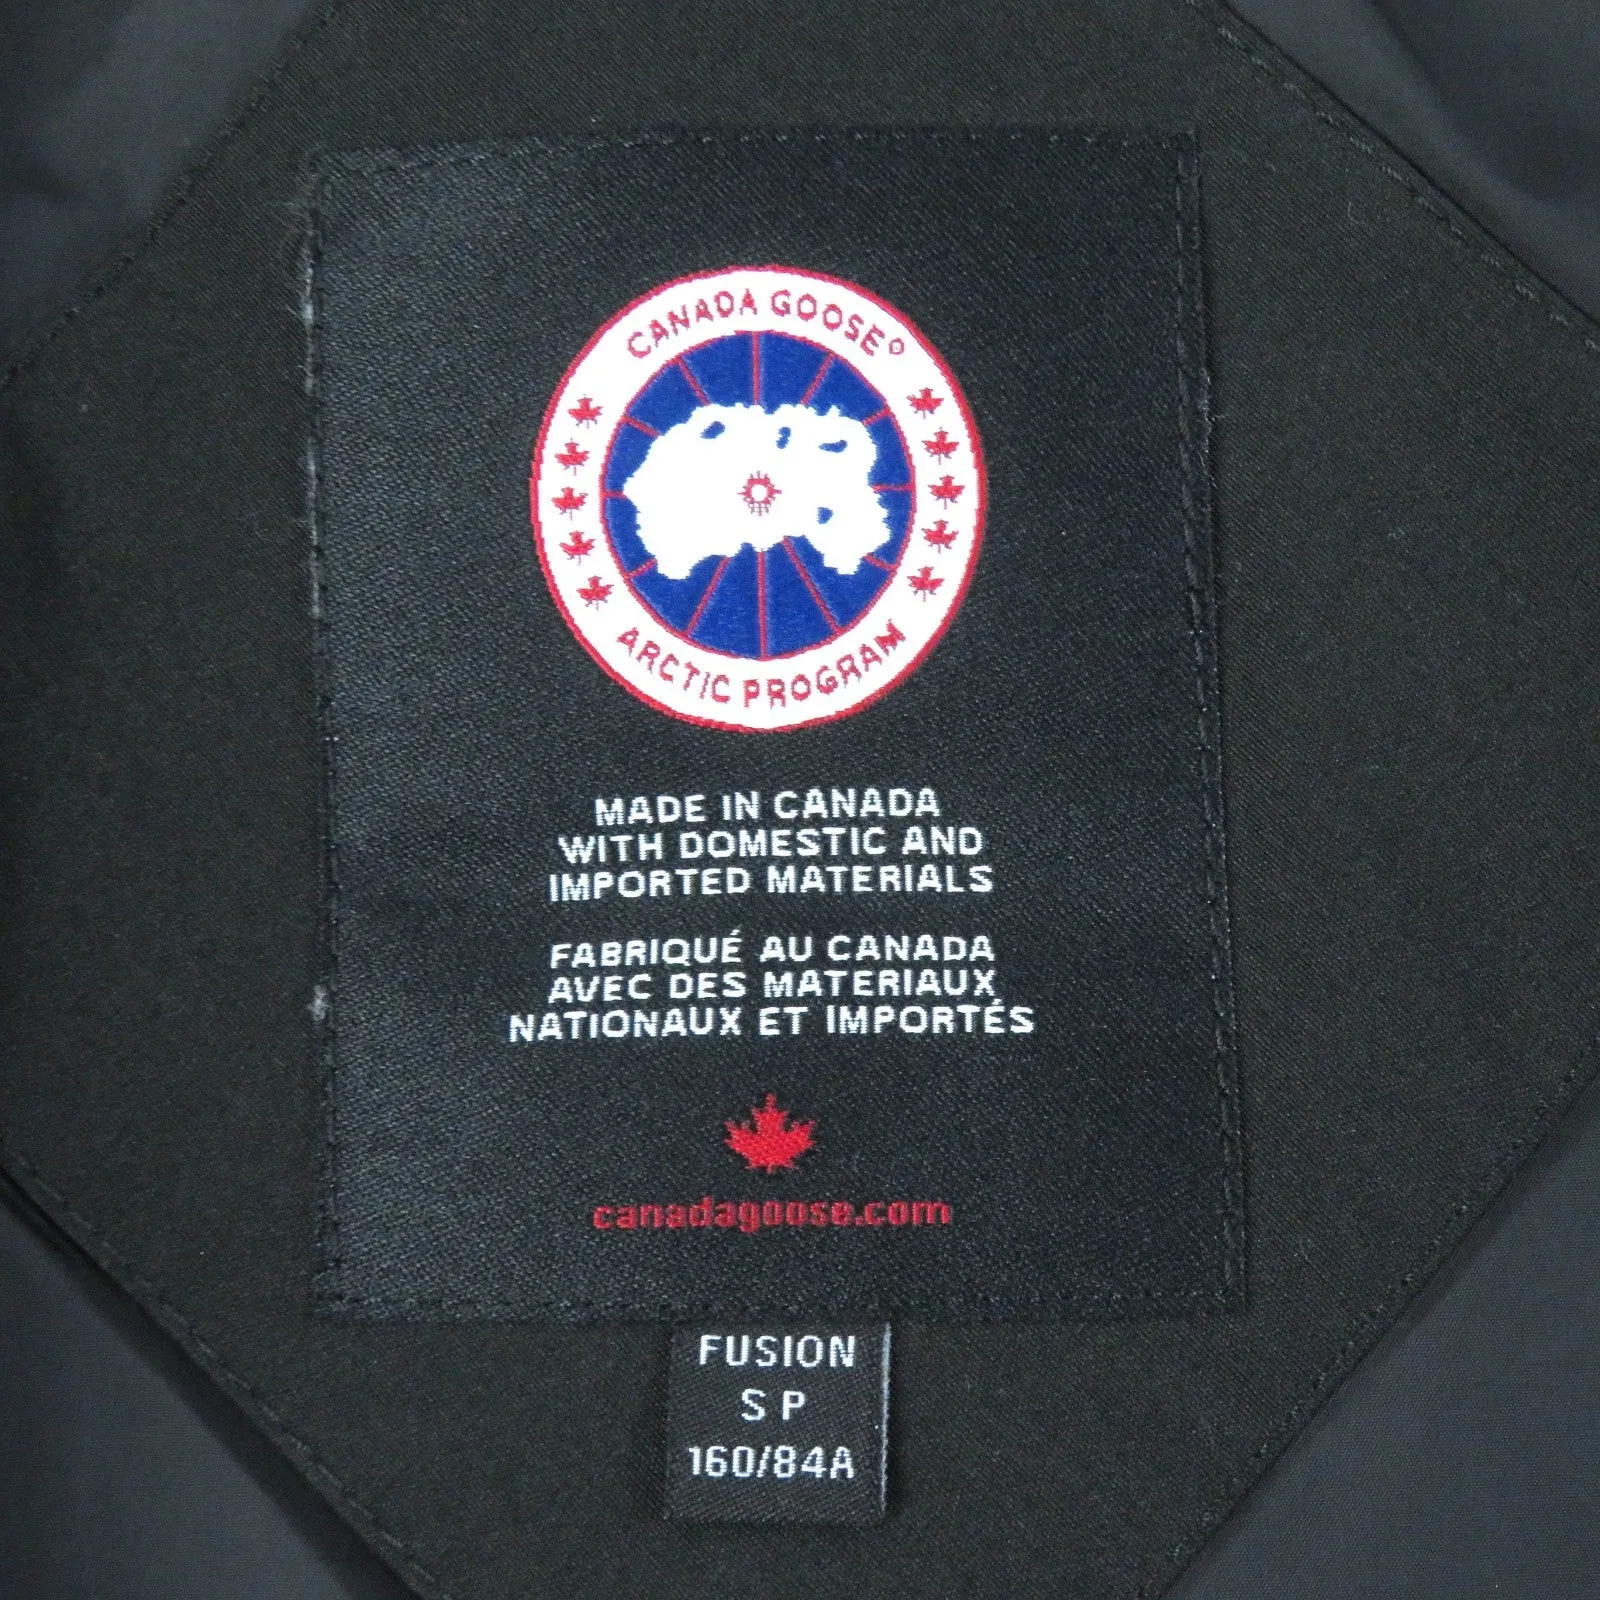 CANADA GOOSE®
ARCTIC PROGRAM
MADE IN CANADA
WITH DOMESTIC AND
IMPORTED MATERIALS
FABRIQUÉ AU CANADA
AVEC DES MATERIAUX
NATIONAUX ET IMPORTÉS
canadagoose.com
FUSION
S P
160/84A